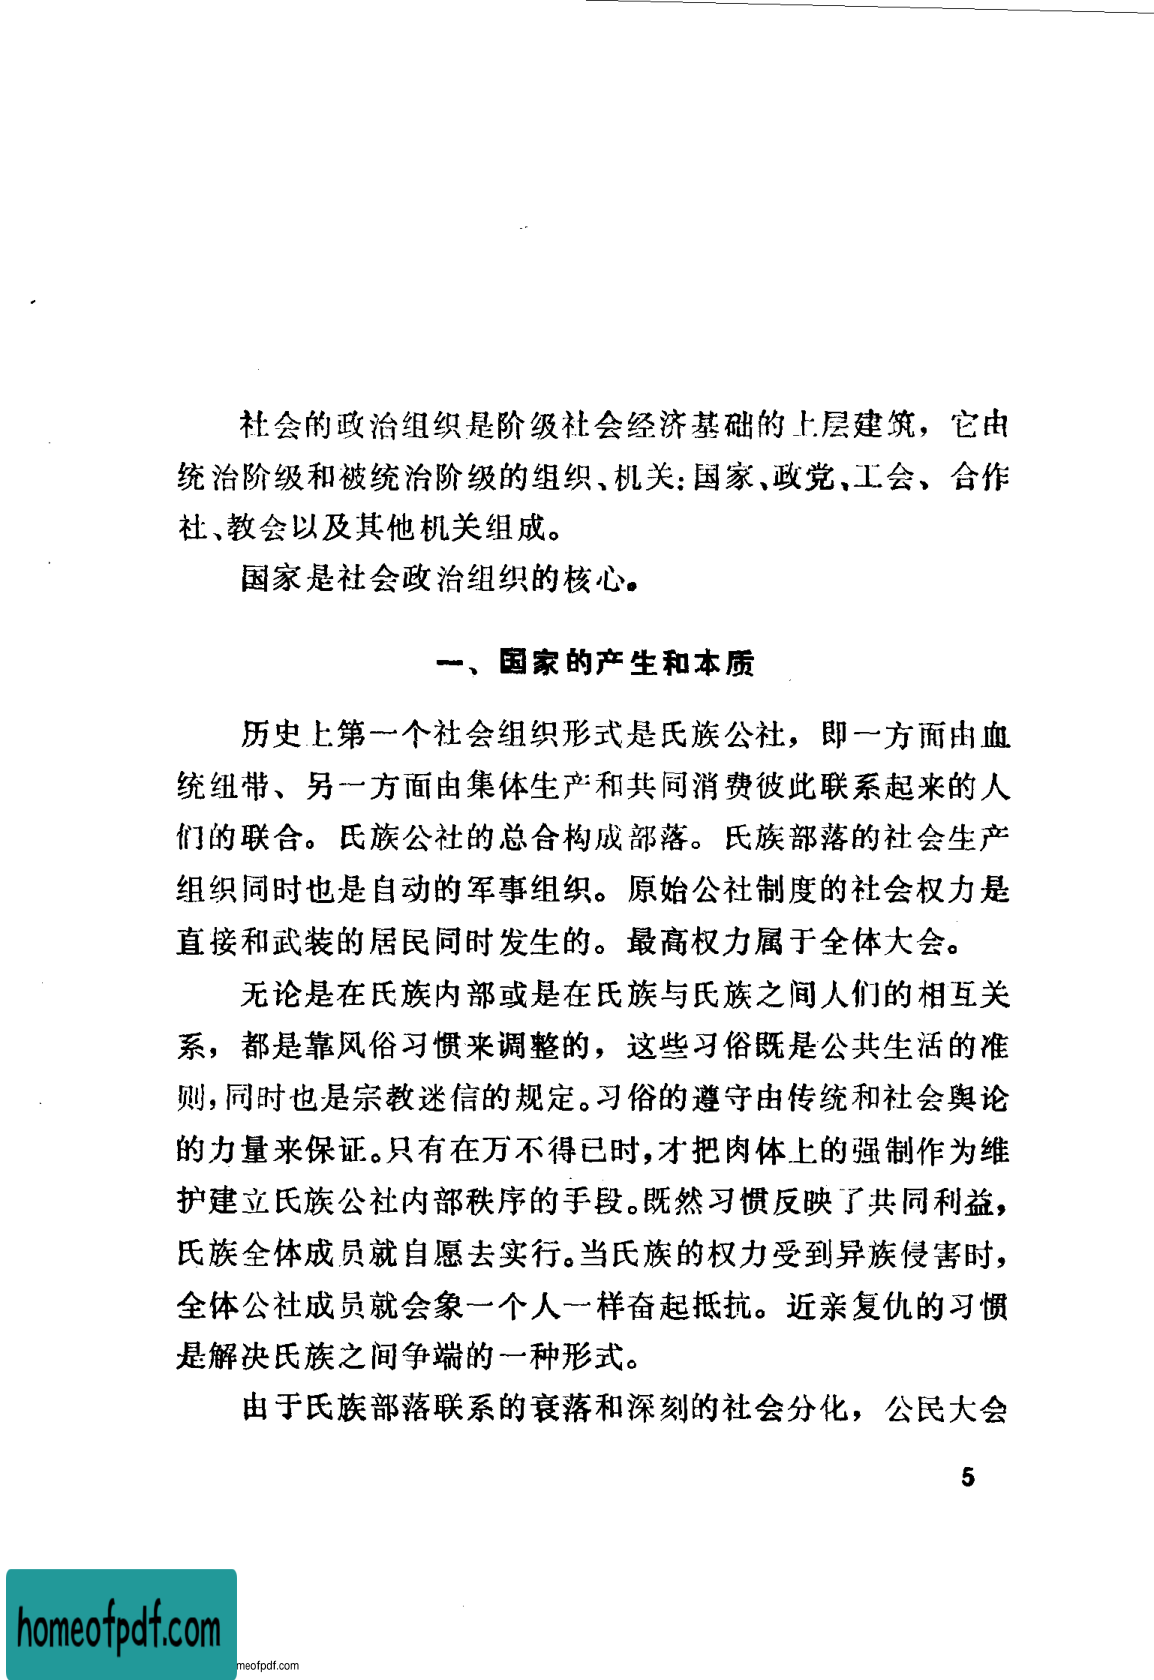 社会的政治组织是阶级社会经济基础的上层建筑，它由
统治阶级和被统治阶级的组织、机关：国家、政党、工会、合作
社、教会以及其他机关组成。
国家是社会政治组织的核心。
一、国家的产生和本质
历史上第一个社会组织形式是氏族公社，即一方面由血
统纽带、另一方面由集体生产和共同消费彼此联系起来的人
们的联合。氏族公社的总合构成部落。氏族部落的社会生产
组织同时也是自动的军事组织。原始公社制度的社会权力是
直接和武装的居民同时发生的。最高权力属于全体大会。
无论是在氏族内部或是在氏族与氏族之间人们的相互关
系，都是靠风俗习惯来调整的，这些习俗既是公共生活的准
则，同时也是宗教迷信的规定。习俗的遵守由传统和社会舆论
的力量来保证。只有在万不得已时，才把肉体上的强制作为维
护建立氏族公社内部秩序的手段。既然习惯反映了共同利益，
氏族全体成员就自愿去实行。当氏族的权力受到异族侵害时，
全体公社成员就会象一个人一样奋起抵抗。近亲复仇的习惯
是解决氏族之间争端的一种形式。
由于氏族部落联系的衰落和深刻的社会分化，公民大会
5
homeofpdf.com
meofpdf.com